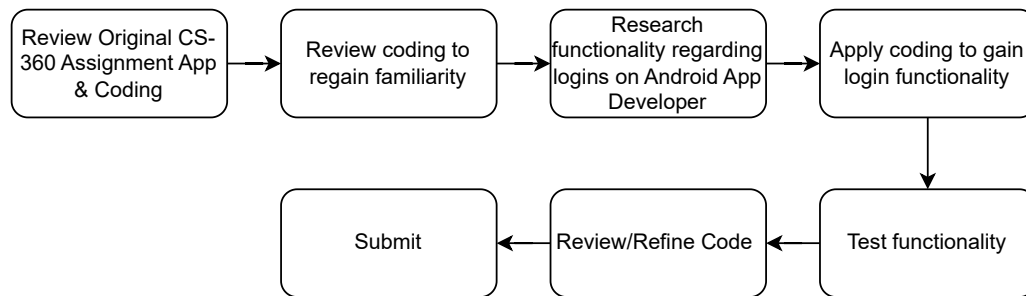 Review Original CS-
360 Assignment App
& Coding
Review coding to
regain familiarity
Research
functionality regarding
logins on Android App
Developer
Apply coding to gain
login functionality
Test functionality
Review/Refine Code
Submit